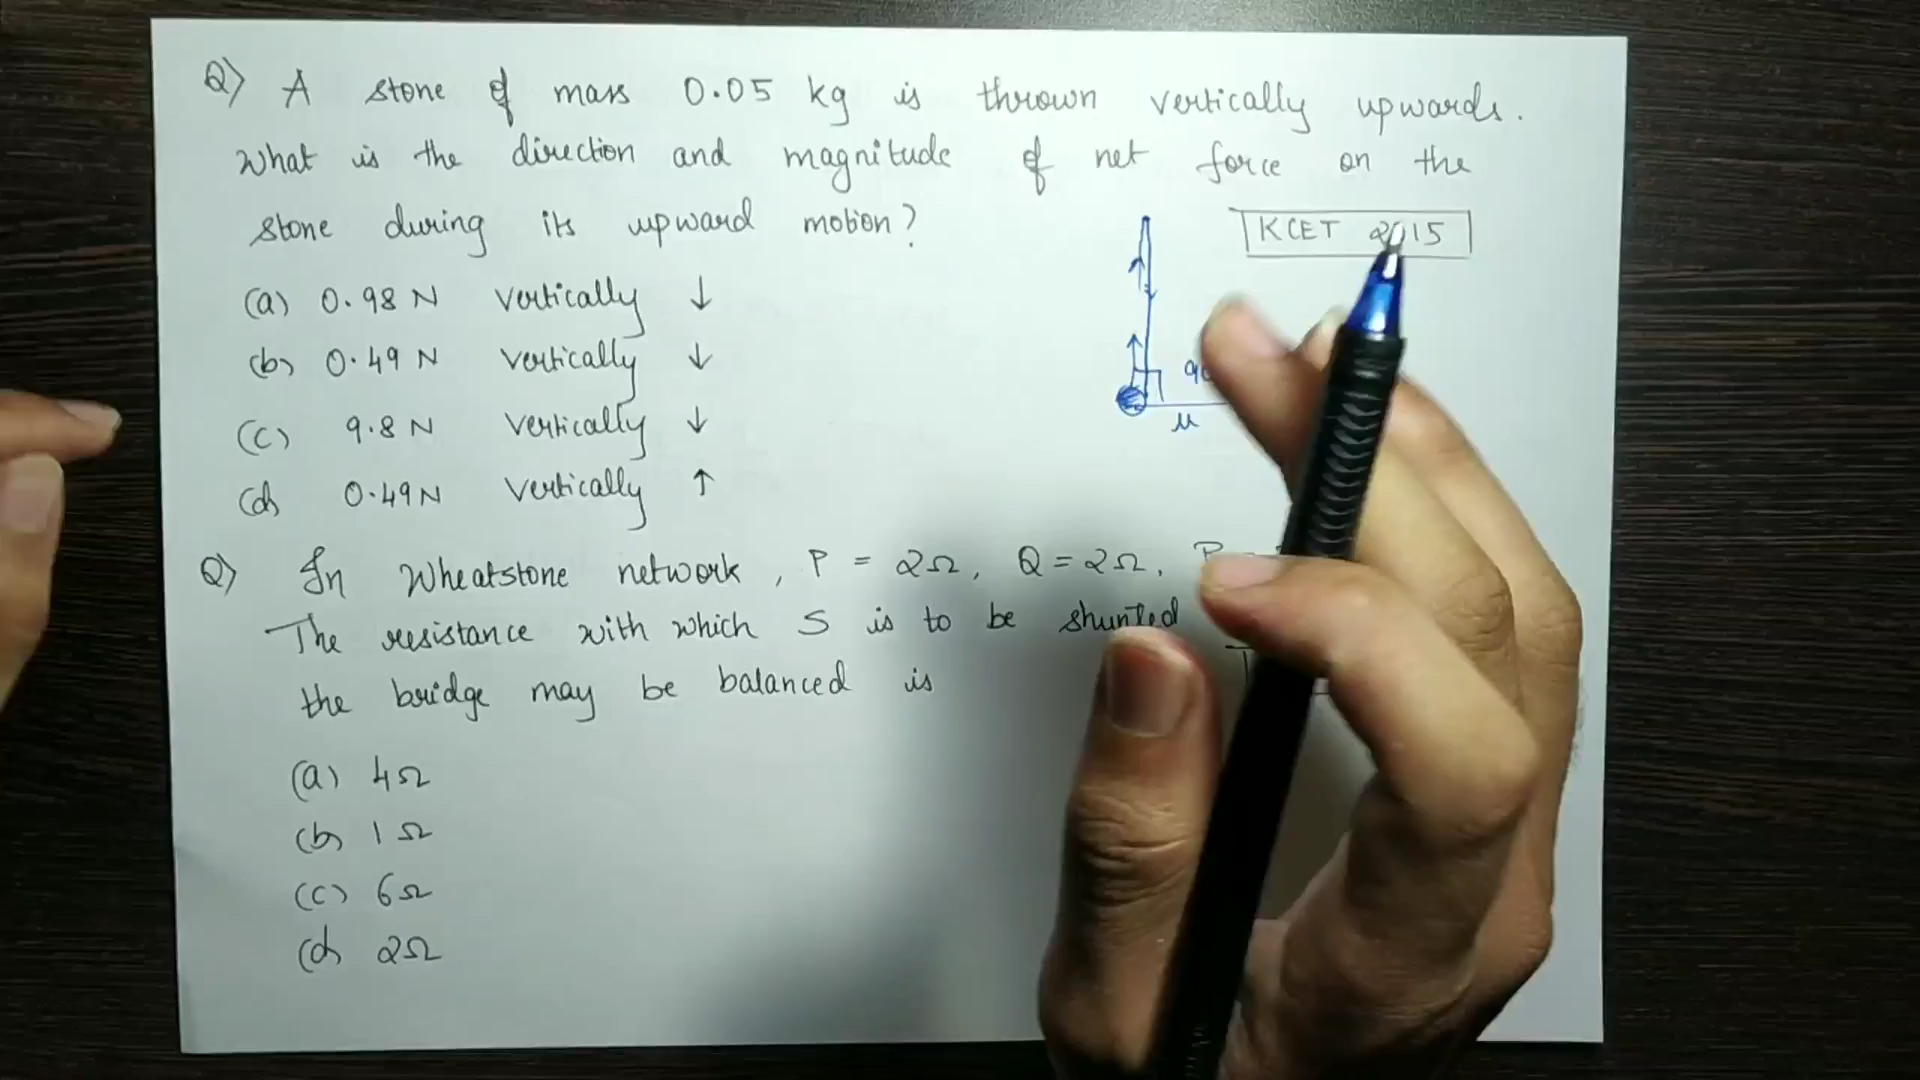 Q) A stone of mass 0.05 kg is thrown vertically upwards.
What is the direction and magnitude of net force on the
stone during its upward motion?
KCET 2015
(a) 0.98 N vertically ↓
(b) 0.49 N vertically ↓
(c) 9.8 N vertically ↓
(d) 0.49 N vertically ↑
u
Q) In Wheatstone network, P = 2Ω, Q = 2Ω,
The resistance with which S is to be shunted
the bridge may be balanced is
(a) 4Ω
(b) 1Ω
(c) 6Ω
(d) 2Ω